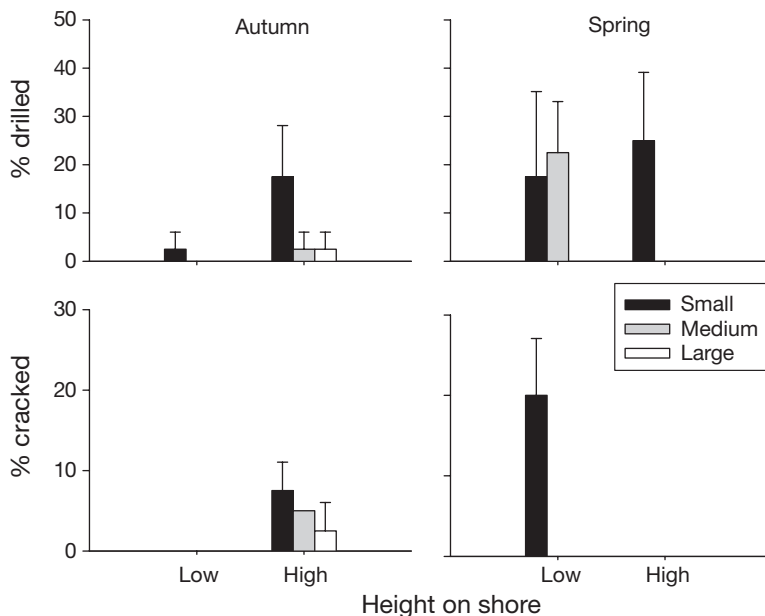 Autumn
Spring
50
40
30
20
10
0
% drilled
Small
Medium
Large
30
20
10
0
% cracked
Low
High
Low
High
Height on shore